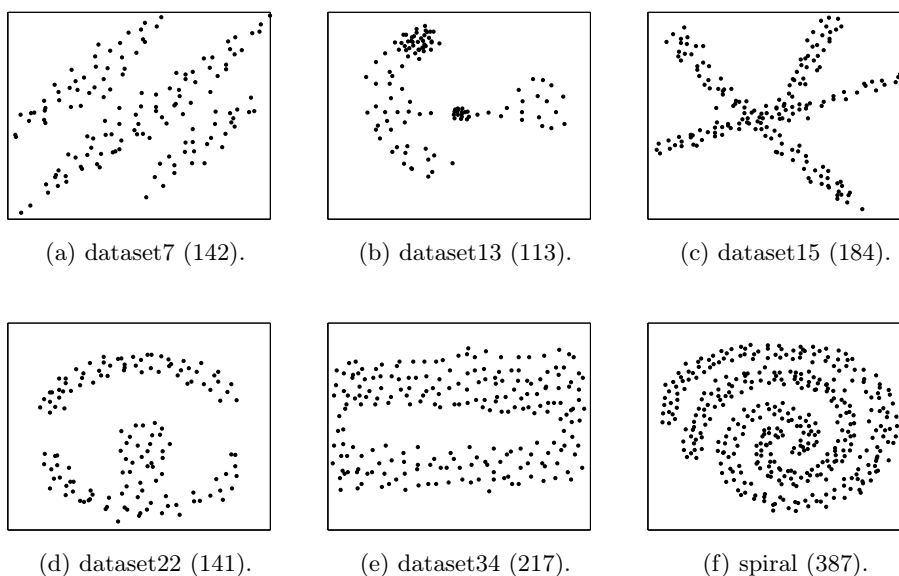 (a) dataset7 (142).
(b) dataset13 (113).
(c) dataset15 (184).
(d) dataset22 (141).
(e) dataset34 (217).
(f) spiral (387).